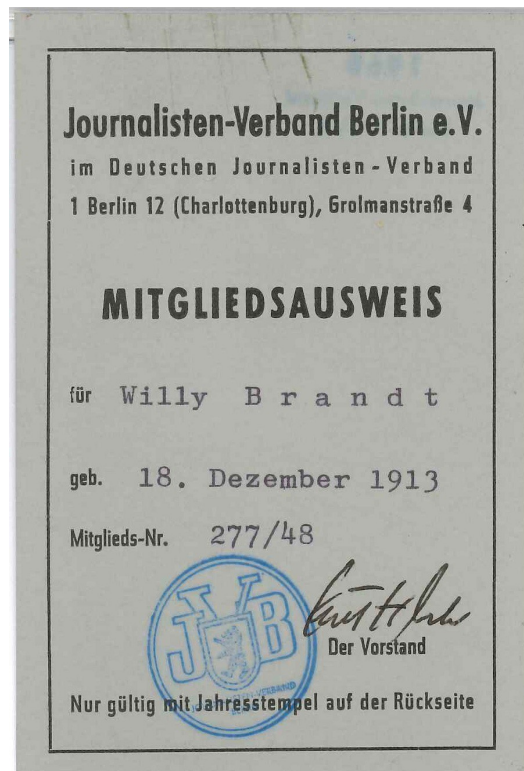 Journalisten-Verband Berlin e.V.
im Deutschen Journalisten - Verband
1 Berlin 12 (Charlottenburg), Grolmanstraße 4
MITGLIEDSAUSWEIS
für Willy Brandt
geb. 18. Dezember 1913
Mitglieds-Nr. 277/48
JVB
Der Vorstand
Nur gültig mit Jahresstempel auf der Rückseite